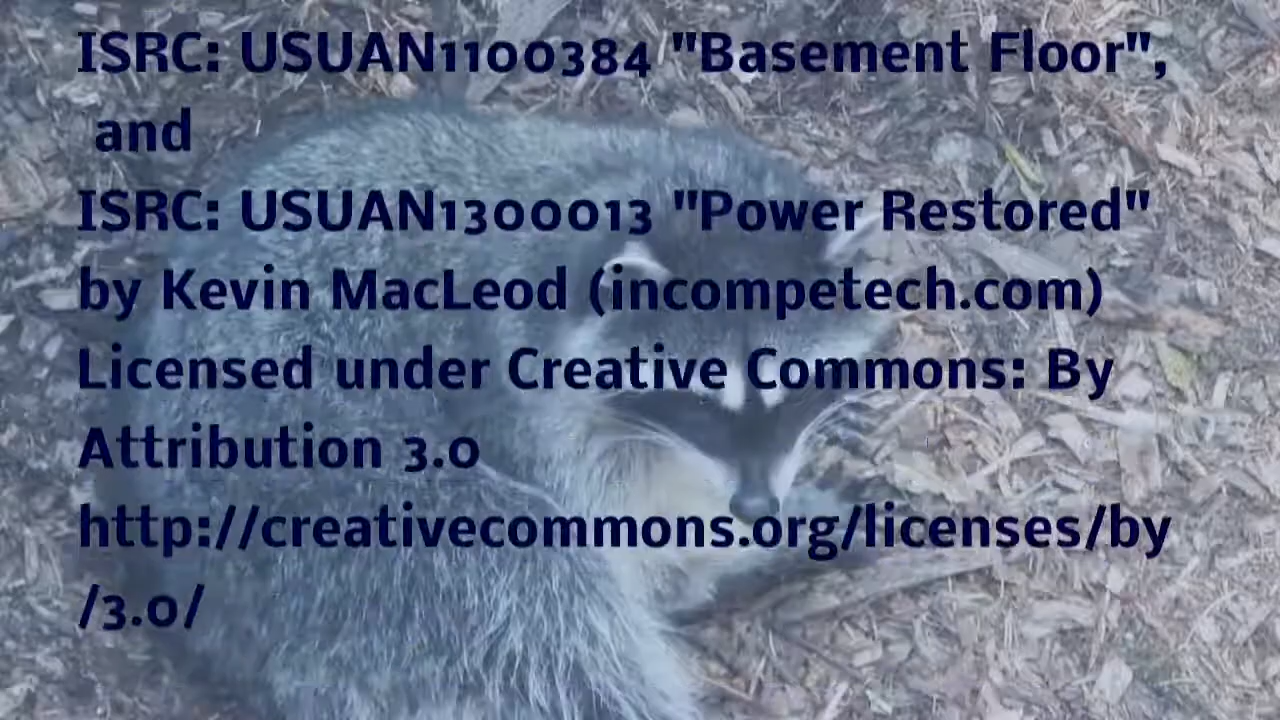 ISRC: USUAN1100384 "Basement Floor",
and
ISRC: USUAN1300013 "Power Restored"
by Kevin MacLeod (incompetech.com)
Licensed under Creative Commons: By
Attribution 3.0
http://creativecommons.org/licenses/by
/3.0/